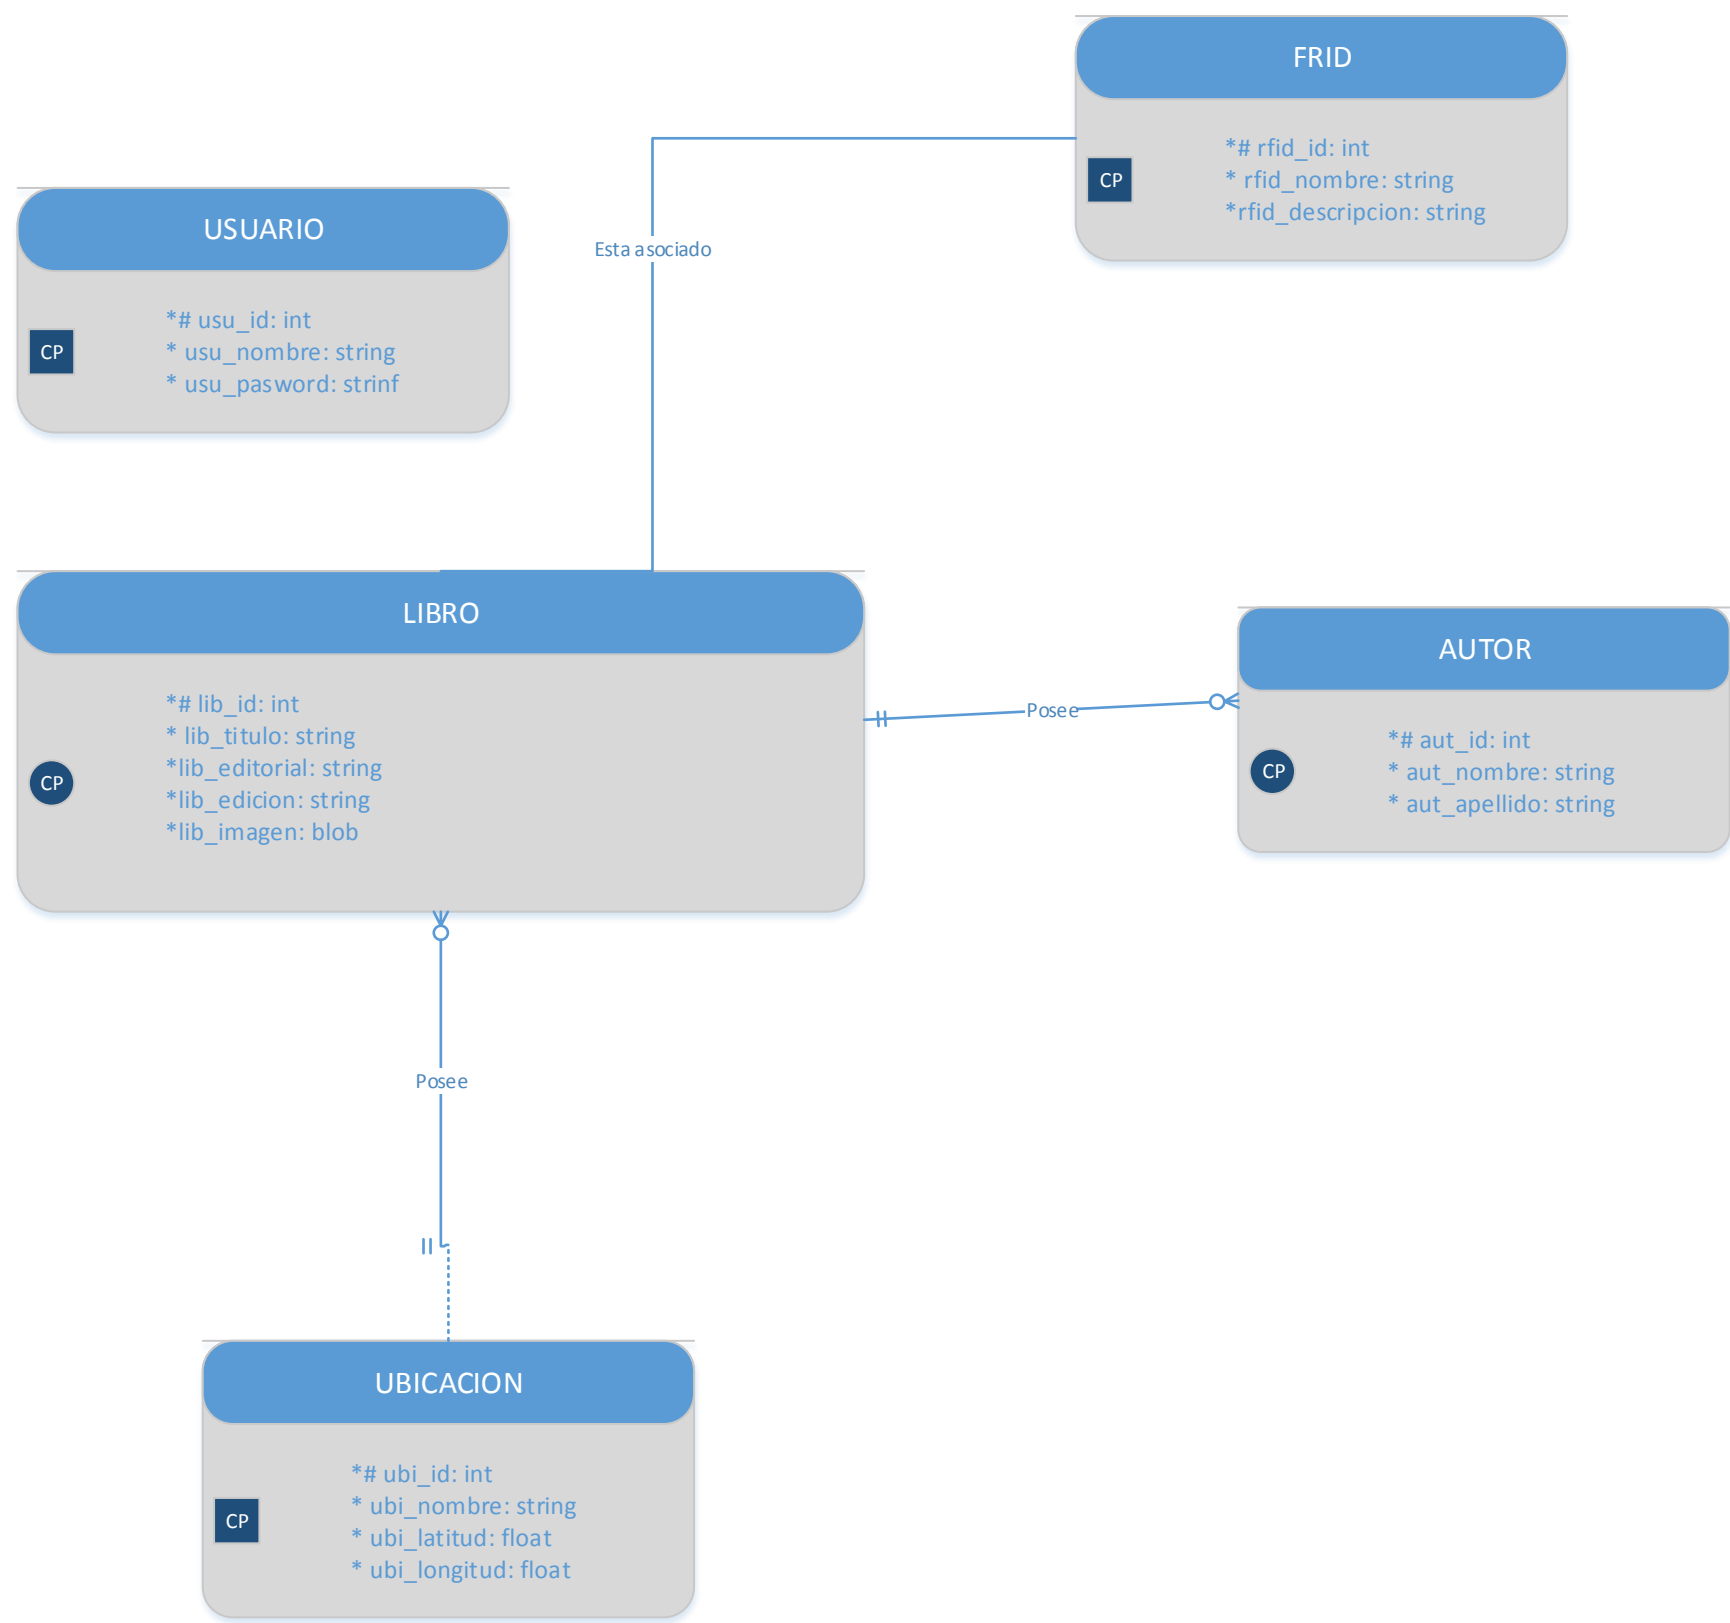 FRID
*# rfid_id: int
* rfid_nombre: string
*rfid_descripcion: string
CP
USUARIO
*# usu_id: int
* usu_nombre: string
* usu_pasword: strinf
CP
Esta asociado
LIBRO
*# lib_id: int
* lib_titulo: string
*lib_editorial: string
*lib_edicion: string
*lib_imagen: blob
CP
Posee
AUTOR
*# aut_id: int
* aut_nombre: string
* aut_apellido: string
CP
Posee
UBICACION
*# ubi_id: int
* ubi_nombre: string
* ubi_latitud: float
* ubi_longitud: float
CP